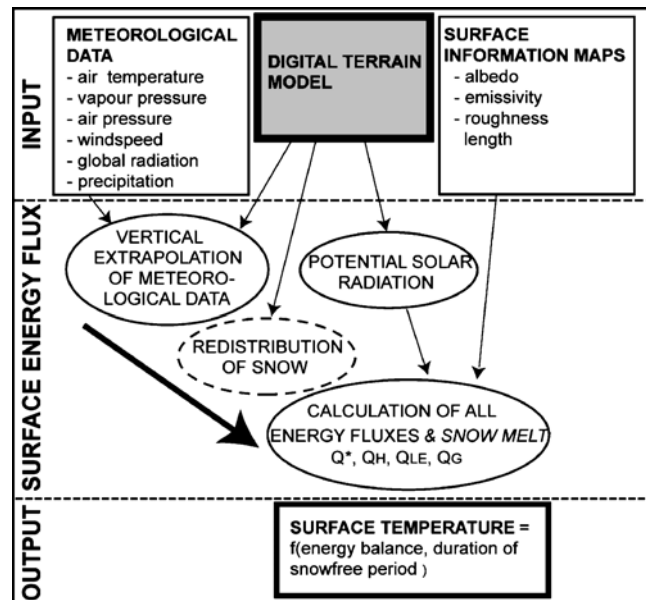 INPUT
METEOROLOGICAL
DATA
- air temperature
- vapour pressure
- air pressure
- windspeed
- global radiation
- precipitation
DIGITAL TERRAIN
MODEL
SURFACE
INFORMATION MAPS
- albedo
- emissivity
- roughness
length
SURFACE ENERGY FLUX
VERTICAL
EXTRAPOLATION
OF METEORO-
LOGICAL DATA
POTENTIAL SOLAR
RADIATION
REDISTRIBUTION
OF SNOW
CALCULATION OF ALL
ENERGY FLUXES & SNOW MELT
Q*, QH, QLE, QG
OUTPUT
SURFACE TEMPERATURE =
f(energy balance, duration of
snowfree period )